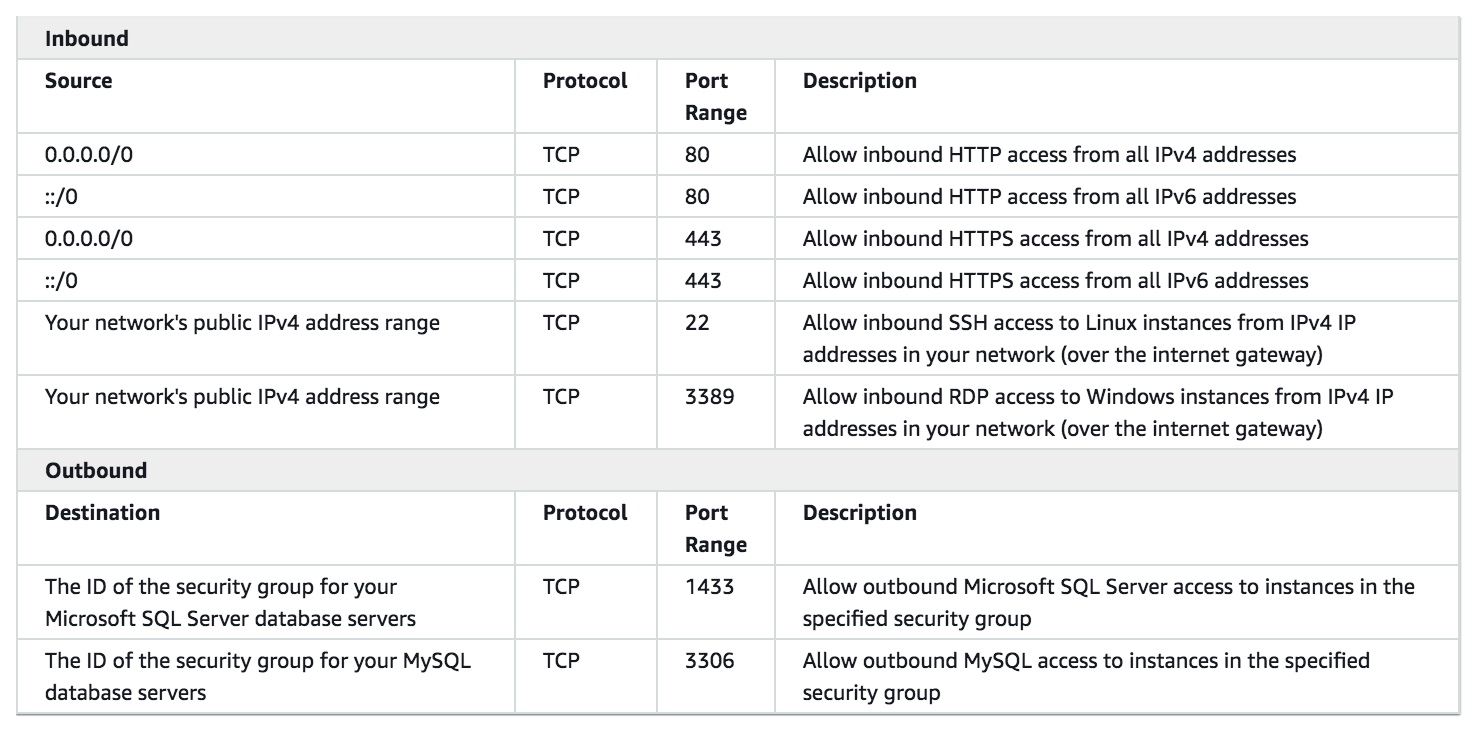 Inbound
Source Protocol Port Range Description
0.0.0.0/0 TCP 80 Allow inbound HTTP access from all IPv4 addresses
::/0 TCP 80 Allow inbound HTTP access from all IPv6 addresses
0.0.0.0/0 TCP 443 Allow inbound HTTPS access from all IPv4 addresses
::/0 TCP 443 Allow inbound HTTPS access from all IPv6 addresses
Your network's public IPv4 address range TCP 22 Allow inbound SSH access to Linux instances from IPv4 IP
addresses in your network (over the internet gateway)
Your network's public IPv4 address range TCP 3389 Allow inbound RDP access to Windows instances from IPv4 IP
addresses in your network (over the internet gateway)
Outbound
Destination Protocol Port Range Description
The ID of the security group for your
Microsoft SQL Server database servers
TCP 1433 Allow outbound Microsoft SQL Server access to instances in the
specified security group
The ID of the security group for your MySQL
database servers
TCP 3306 Allow outbound MySQL access to instances in the specified
security group